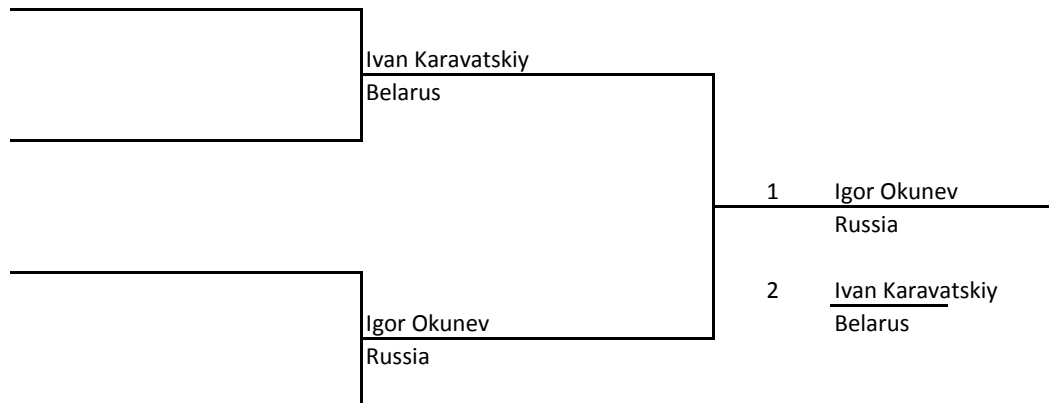 Ivan Karavatskiy
Belarus
1 Igor Okunev
Russia
2 Ivan Karavatskiy
Belarus
Igor Okunev
Russia